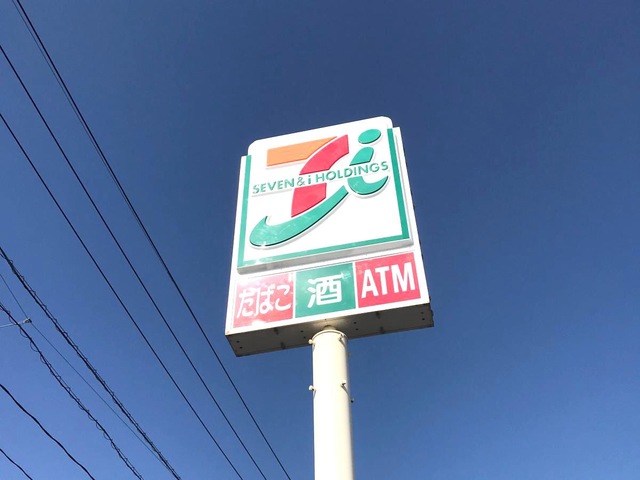 SEVEN & i HOLDINGS
たばこ 酒 ATM